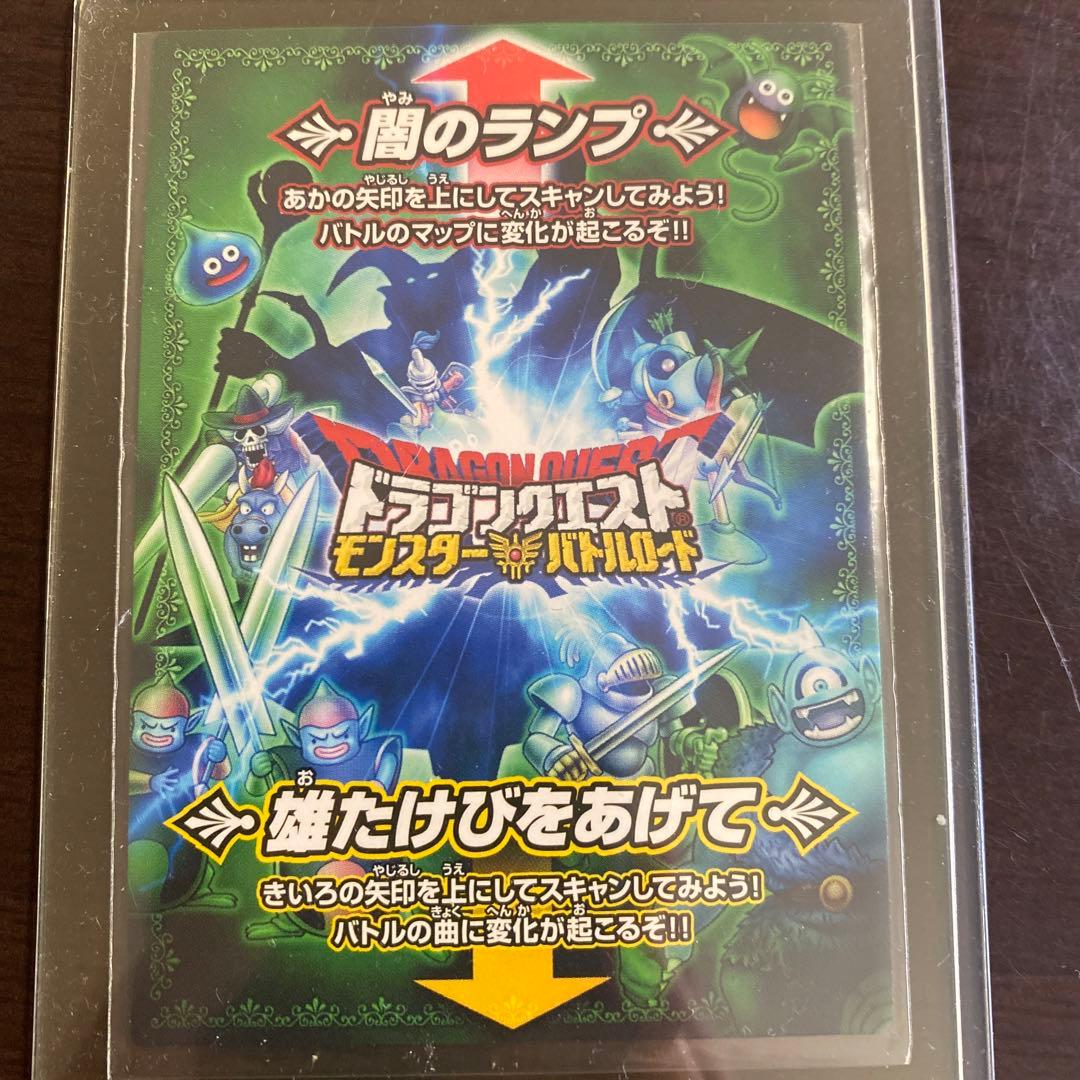 闇のランプ
あかの矢印を上にしてスキャンしてみよう!
バトルのマップに変化が起こるぞ!!
DRAGON QUEST
ドラゴンクエスト®
モンスター バトルロード
雄たけびをあげて
きいろの矢印を上にしてスキャンしてみよう!
バトルの曲に変化が起こるぞ!!